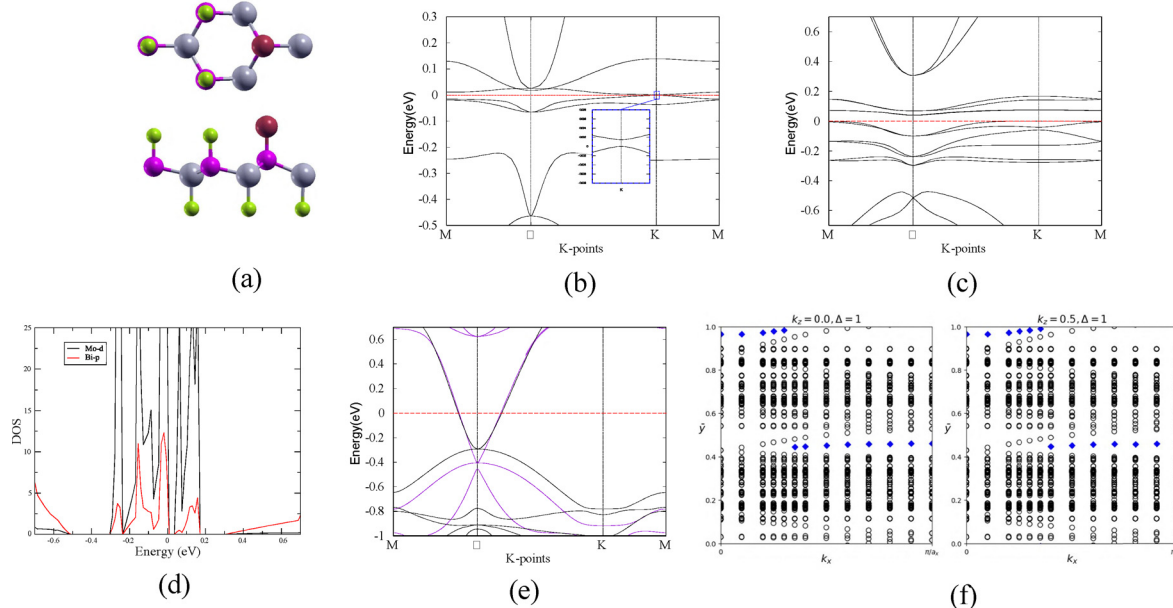 0.3
0.2
0.1
0
-0.1
-0.2
-0.3
-0.4
-0.5
Energy(eV)
K
M
□
K
M
K-points
0.6
0.4
0.2
0
-0.2
-0.4
-0.6
Energy(eV)
M
□
K
M
K-points
(a)
(b)
(c)
25
20
15
10
5
0
DOS
Mo-d
Bi-p
-0.6
-0.4
-0.2
0
0.2
0.4
0.6
Energy (eV)
(d)
0.6
0.4
0.2
0
-0.2
-0.4
-0.6
-0.8
-1
Energy(eV)
M
□
K
M
K-points
(e)
k_z = 0.0, Δ = 1
1.0
0.8
0.6
0.4
0.2
0.0
ȳ
k_x
π/a_x
k_z = 0.5, Δ = 1
1.0
0.8
0.6
0.4
0.2
0.0
ȳ
k_x
(f)